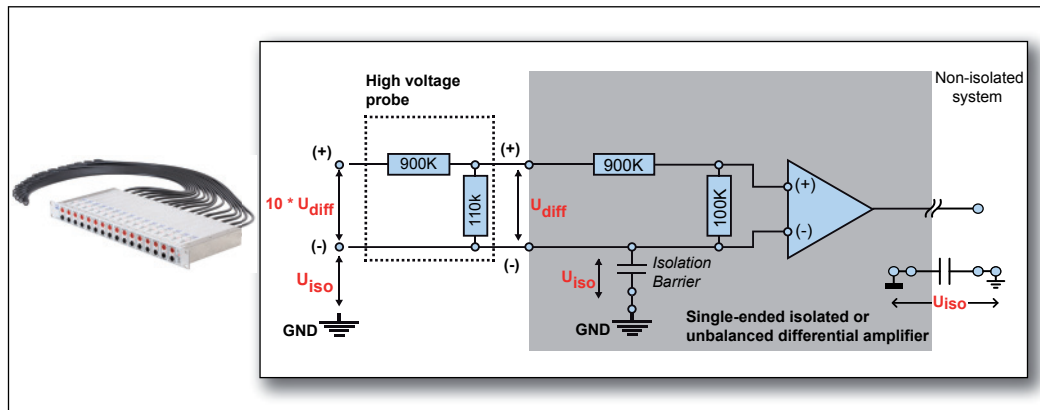 High voltage
probe
Non-isolated
system
(+)
900K
110k
(+)
900K
100K
(+)
(-)
10 * Udiff
Udiff
(-)
(-)
Uiso
GND
Uiso
Isolation
Barrier
GND
Single-ended isolated or
unbalanced differential amplifier
Uiso